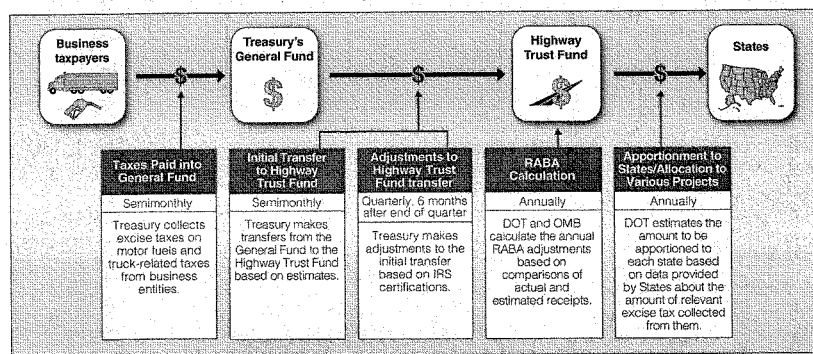 Business
taxpayers
Treasury's
General Fund
Highway
Trust Fund
States
$
$
$
$
$
Taxes Paid into
General Fund
Semimonthly
Treasury collects
excise taxes on
motor fuels and
truck-related taxes
from business
entities.
Initial Transfer
to Highway
Trust Fund
Semimonthly
Treasury makes
transfers from the
General Fund to the
Highway Trust Fund
based on estimates.
Adjustments to
Highway Trust
Fund transfer
Quarterly, 6 months
after end of quarter
Treasury makes
adjustments to the
initial transfer
based on IRS
certifications.
RABA
Calculation
Annually
DOT and OMB
calculate the annual
RABA adjustments
based on
comparisons of
actual and
estimated receipts.
Apportionment to
States/Allocation to
Various Projects
Annually
DOT estimates the
amount to be
apportioned to
each state based
on data provided
by States about the
amount of relevant
excise tax collected
from them.